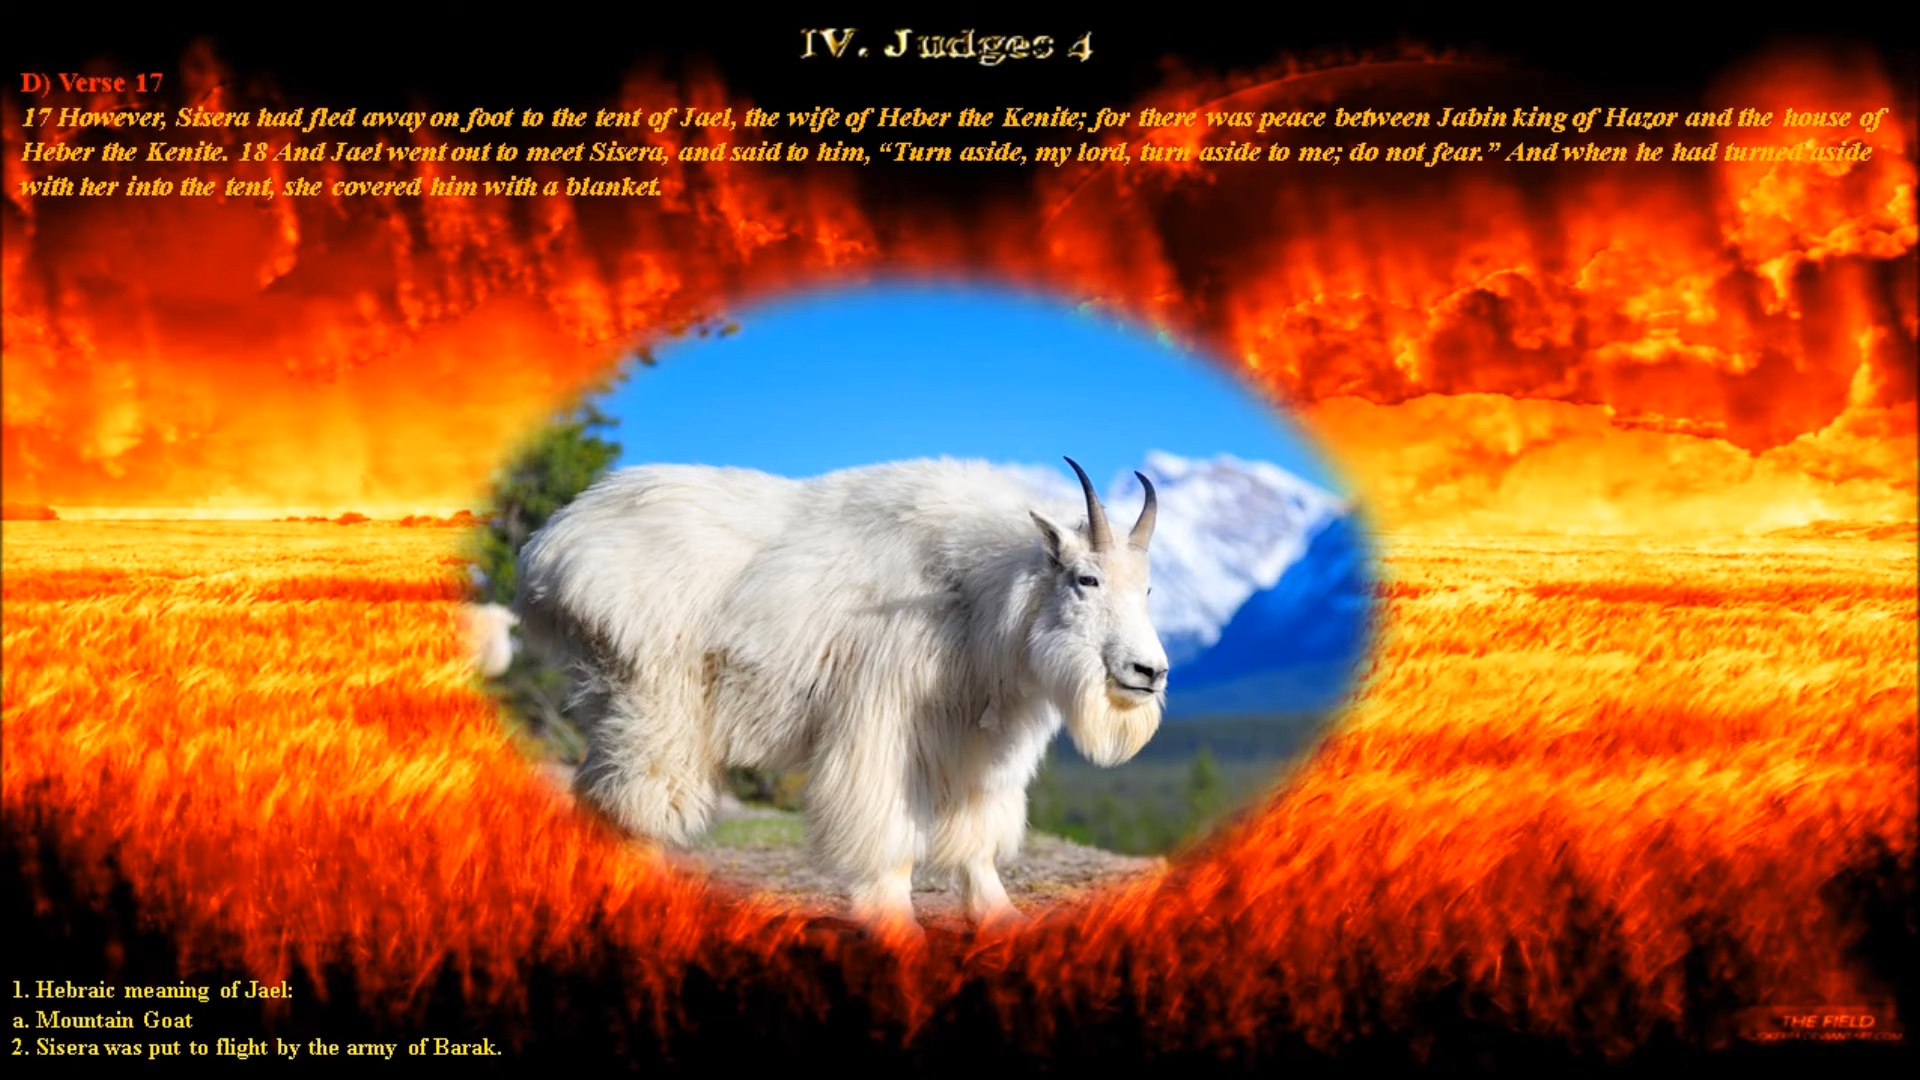 IV. Judges 4
D) Verse 17
17 However, Sisera had fled away on foot to the tent of Jael, the wife of Heber the Kenite; for there was peace between Jabin king of Hazor and the house of
Heber the Kenite. 18 And Jael went out to meet Sisera, and said to him, “Turn aside, my lord, turn aside to me; do not fear.” And when he had turned aside
with her into the tent, she covered him with a blanket.
1. Hebraic meaning of Jael:
a. Mountain Goat
2. Sisera was put to flight by the army of Barak.
THE FIELD